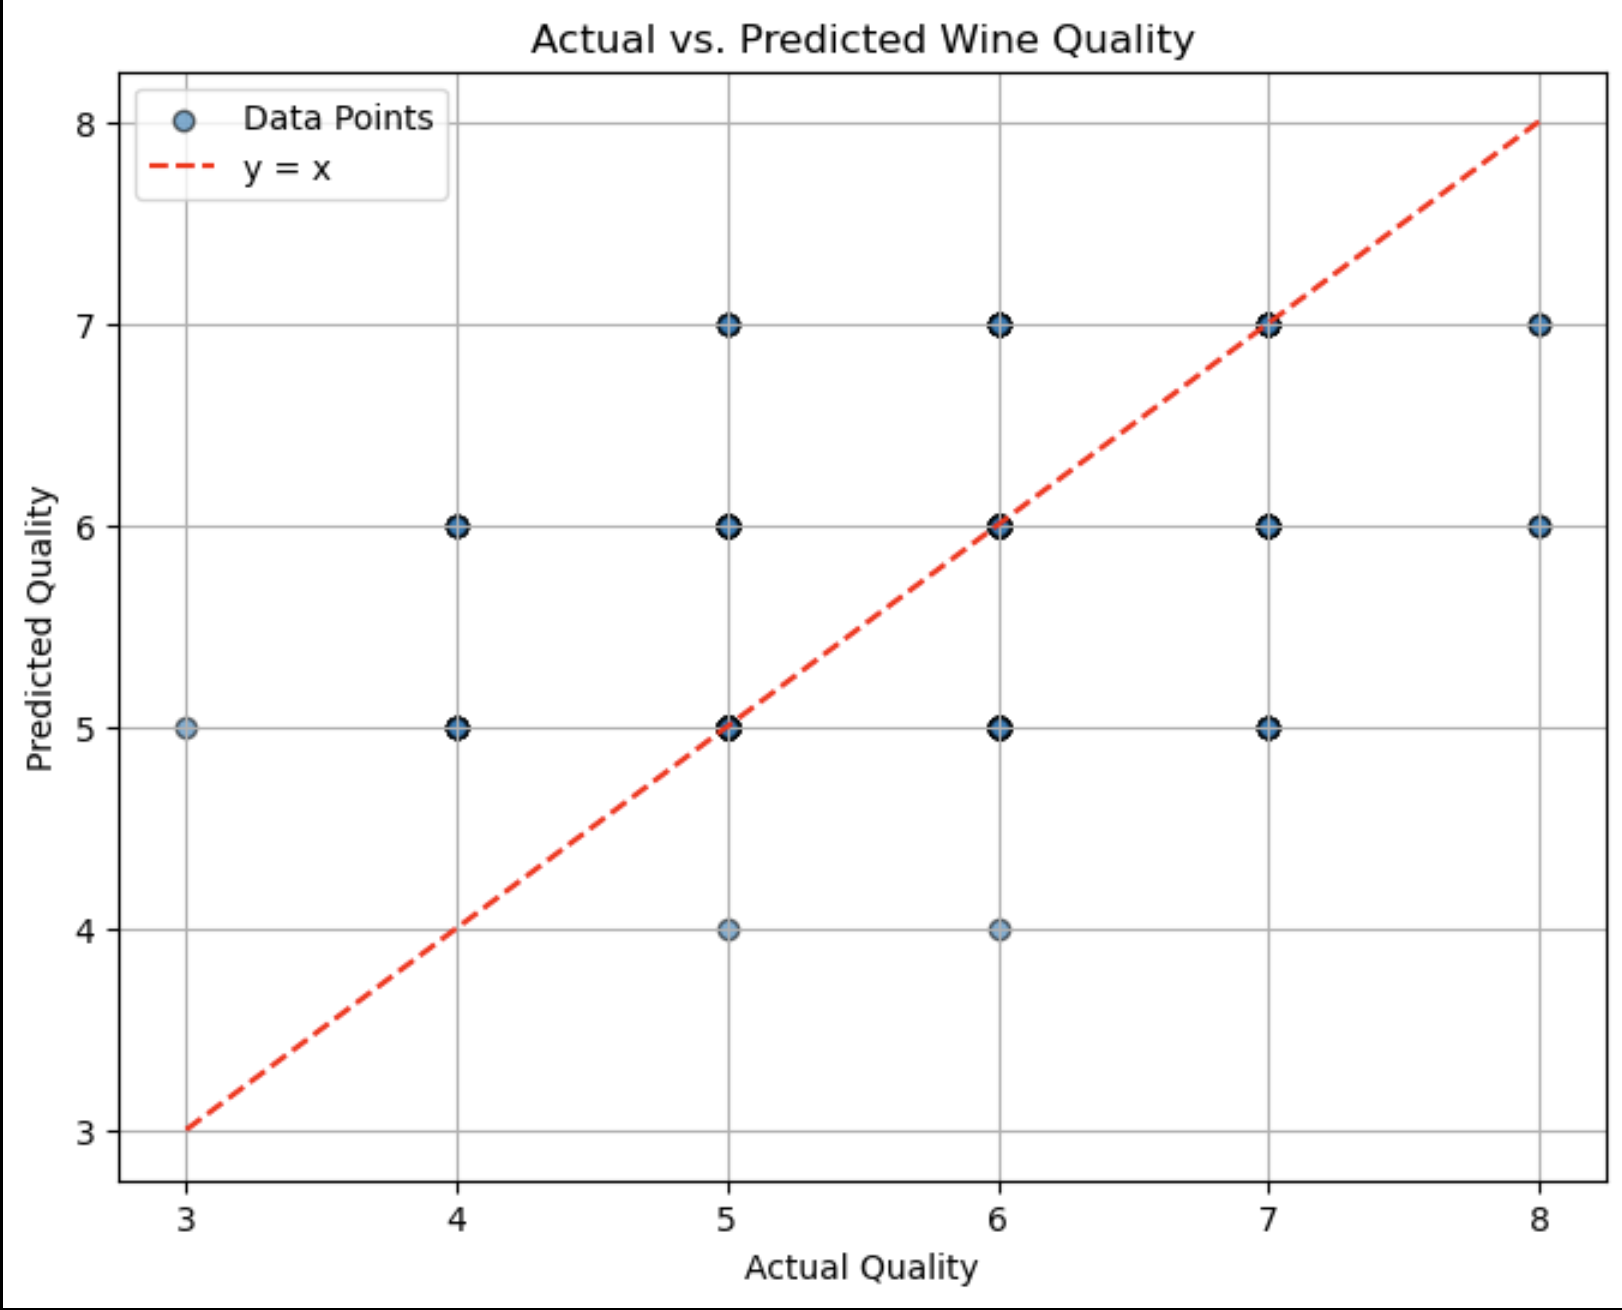 Actual vs. Predicted Wine Quality
Data Points
y = x
8
7
6
5
4
3
Predicted Quality
3 4 5 6 7 8
Actual Quality